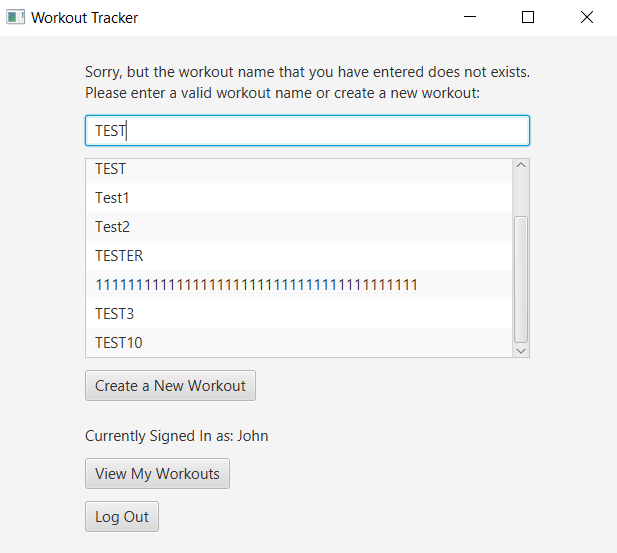 Workout Tracker
Sorry, but the workout name that you have entered does not exists.
Please enter a valid workout name or create a new workout:
TEST
TEST
Test1
Test2
TESTER
1111111111111111111111111111111111111111
TEST3
TEST10
Create a New Workout
Currently Signed In as: John
View My Workouts
Log Out